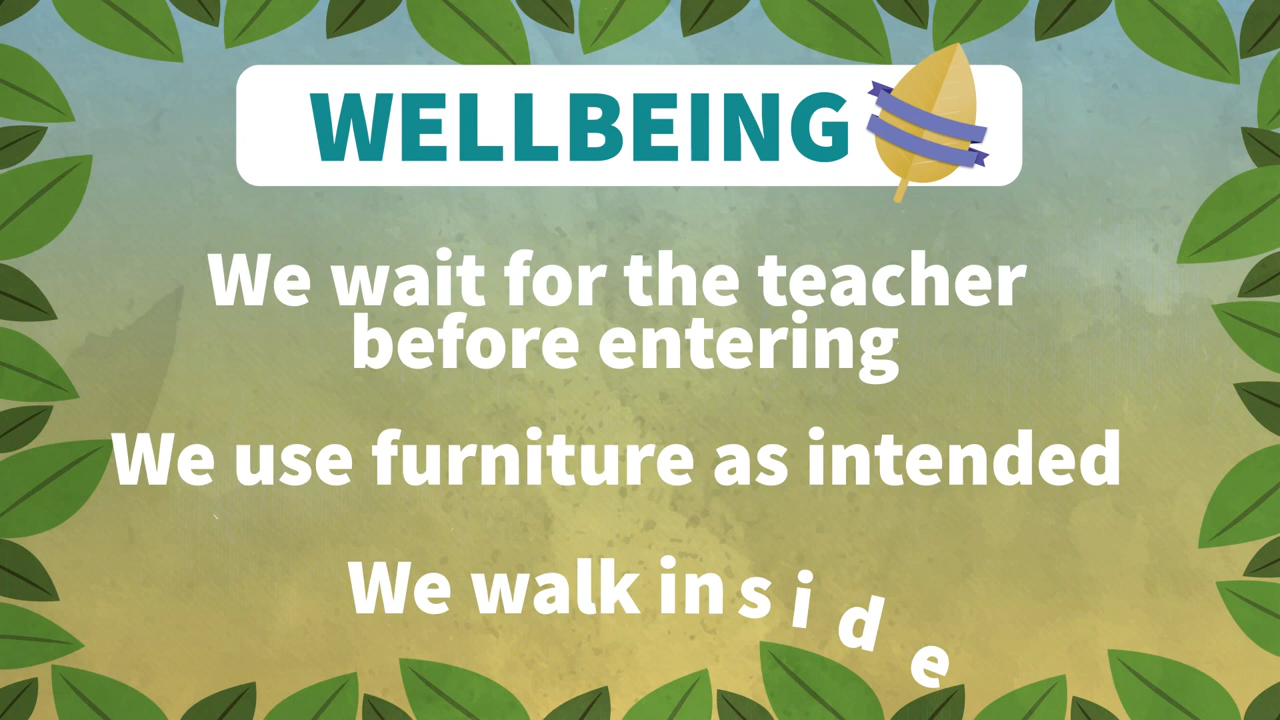 WELLBEING
We wait for the teacher
before entering
We use furniture as intended
We walk inside